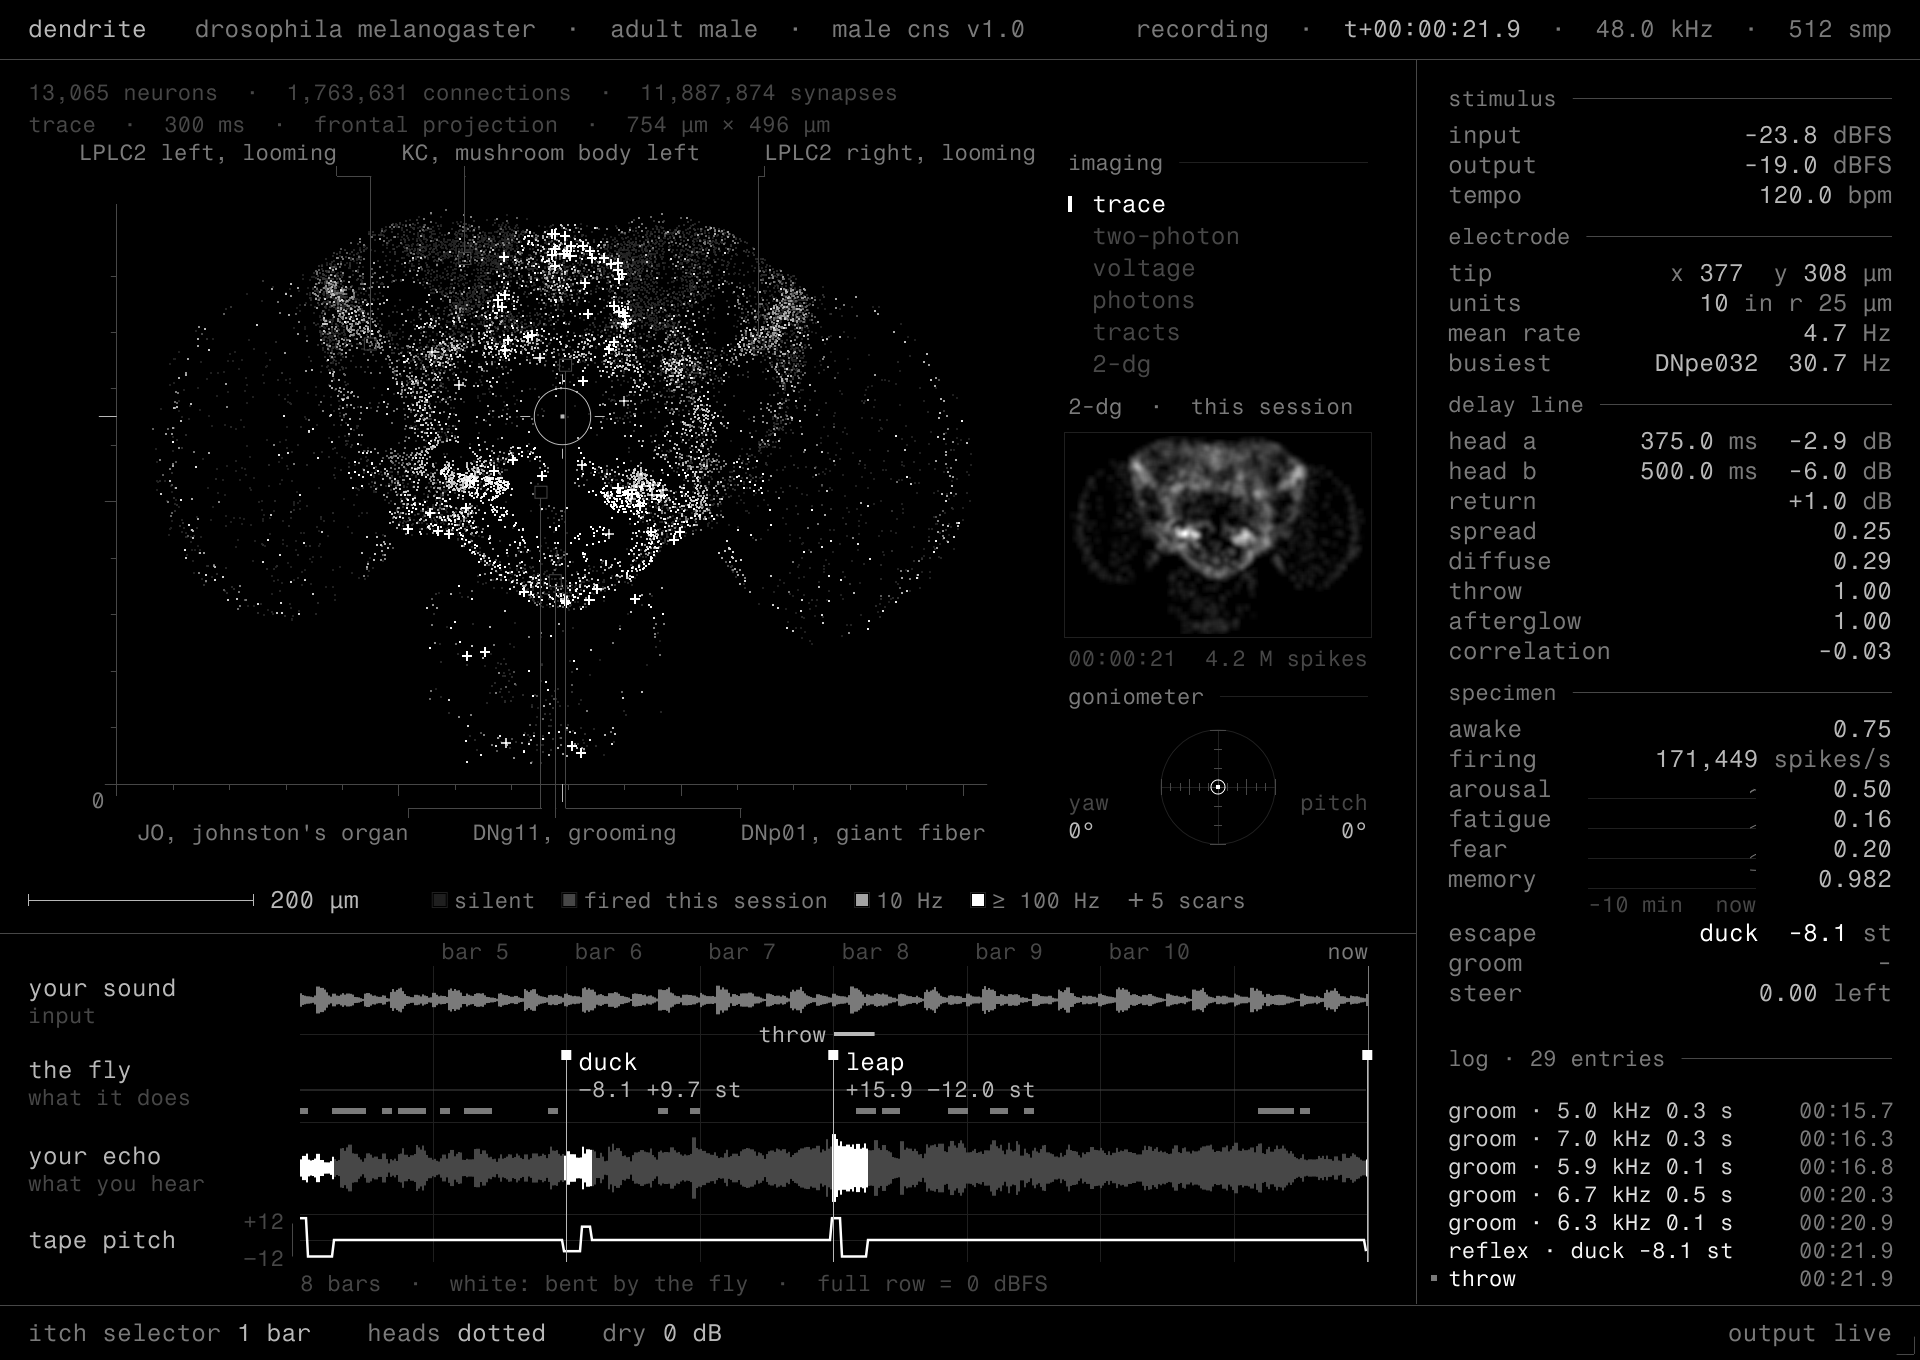 dendrite drosophila melanogaster · adult male · male cns v1.0 recording · t+00:00:21.9 · 48.0 kHz · 512 smp
13,065 neurons · 1,763,631 connections · 11,887,874 synapses
trace · 300 ms · frontal projection · 754 µm × 496 µm
LPLC2 left, looming KC, mushroom body left LPLC2 right, looming
0
JO, johnston's organ DNg11, grooming DNp01, giant fiber
200 µm silent fired this session 10 Hz ≥ 100 Hz +5 scars
imaging
trace
two-photon
voltage
photons
tracts
2-dg
2-dg · this session
00:00:21 4.2 M spikes
goniometer
yaw pitch
0° 0°
stimulus
input -23.8 dBFS
output -19.0 dBFS
tempo 120.0 bpm
electrode
tip x 377 y 308 µm
units 10 in r 25 µm
mean rate 4.7 Hz
busiest DNpe032 30.7 Hz
delay line
head a 375.0 ms -2.9 dB
head b 500.0 ms -6.0 dB
return +1.0 dB
spread 0.25
diffuse 0.29
throw 1.00
afterglow 1.00
correlation -0.03
specimen
awake 0.75
firing 171,449 spikes/s
arousal 0.50
fatigue 0.16
fear 0.20
memory 0.982
-10 min now
escape duck -8.1 st
groom -
steer 0.00 left
log · 29 entries
groom · 5.0 kHz 0.3 s 00:15.7
groom · 7.0 kHz 0.3 s 00:16.3
groom · 5.9 kHz 0.1 s 00:16.8
groom · 6.7 kHz 0.5 s 00:20.3
groom · 6.3 kHz 0.1 s 00:20.9
reflex · duck -8.1 st 00:21.9
throw 00:21.9
bar 5 bar 6 bar 7 bar 8 bar 9 bar 10 now
your sound
input
throw
the fly
what it does
duck
-8.1 +9.7 st
leap
+15.9 -12.0 st
your echo
what you hear
tape pitch
+12
-12
8 bars · white: bent by the fly · full row = 0 dBFS
itch selector 1 bar heads dotted dry 0 dB output live